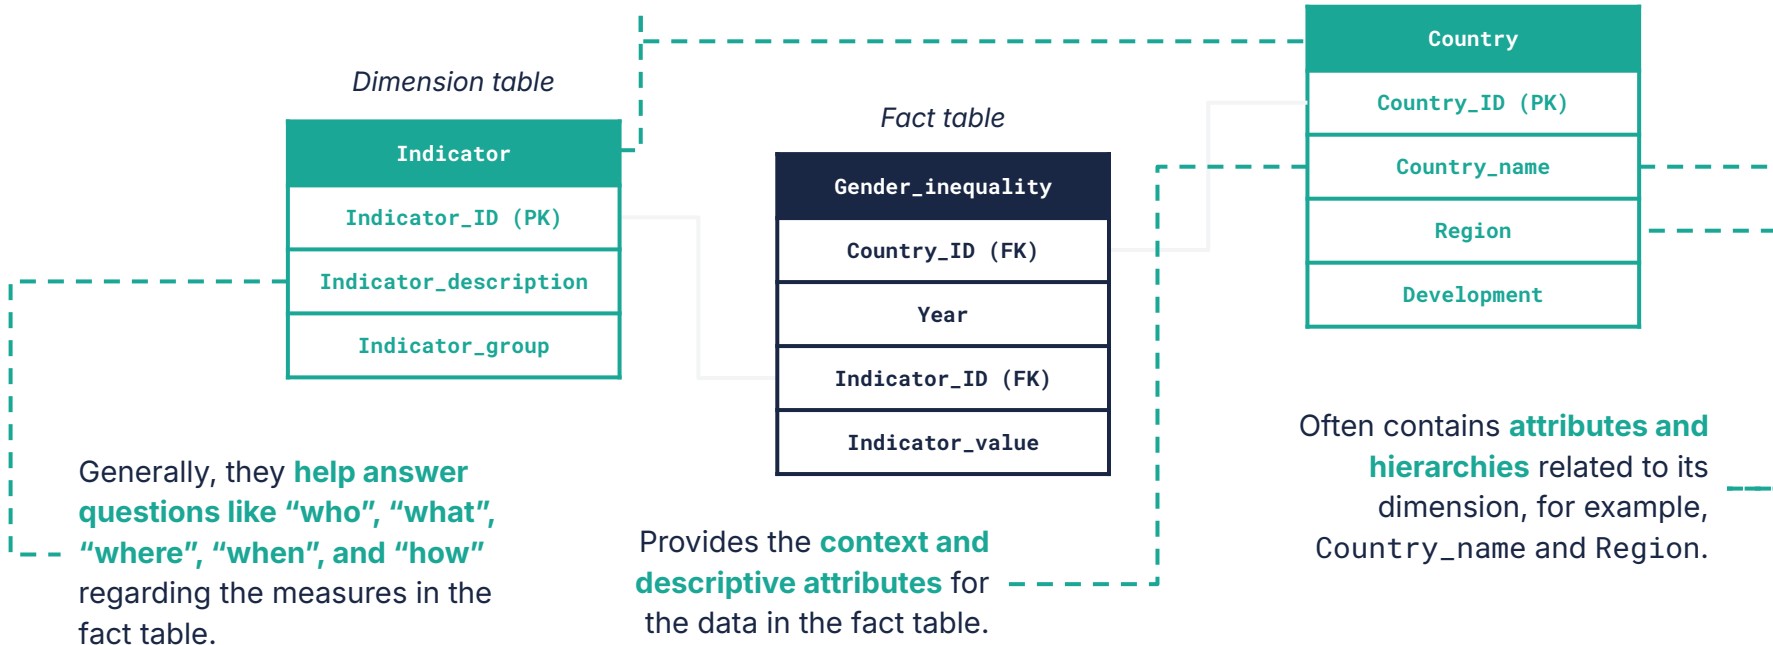 Dimension table
Indicator
Indicator_ID (PK)
Indicator_description
Indicator_group
Fact table
Gender_inequality
Country_ID (FK)
Year
Indicator_ID (FK)
Indicator_value
Country
Country_ID (PK)
Country_name
Region
Development
Generally, they help answer
questions like “who”, “what”,
“where”, “when”, and “how”
regarding the measures in the
fact table.
Provides the context and
descriptive attributes for
the data in the fact table.
Often contains attributes and
hierarchies related to its
dimension, for example,
Country_name and Region.